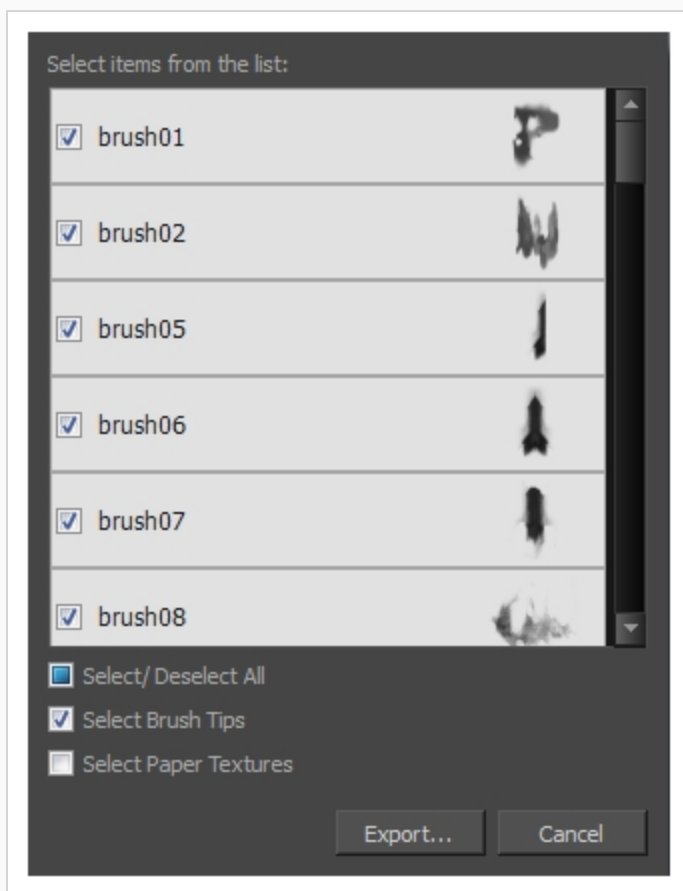 Select items from the list:
brush01
brush02
brush05
brush06
brush07
brush08
Select/ Deselect All
Select Brush Tips
Select Paper Textures
Export... Cancel